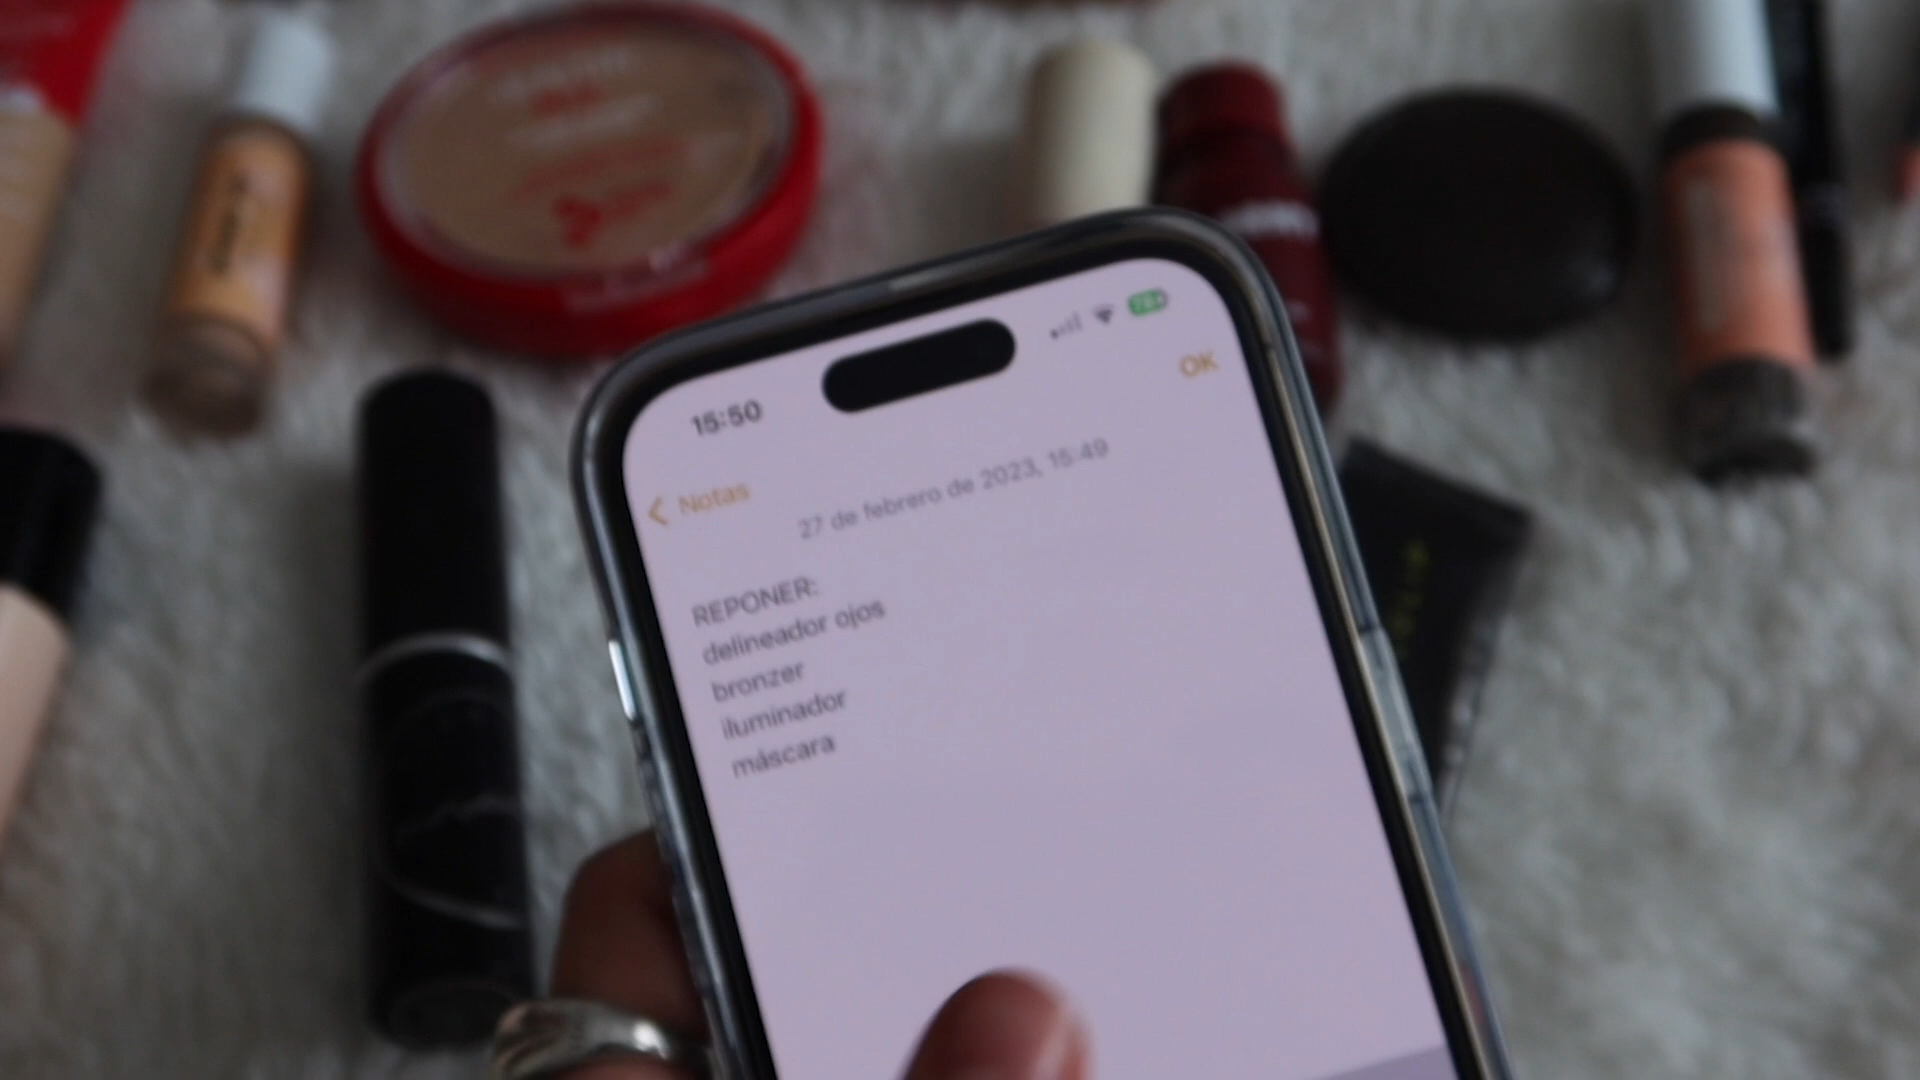 15:50
OK
Notas
27 de febrero de 2023, 15:49
REPONER:
delineador ojos
bronzer
iluminador
máscara